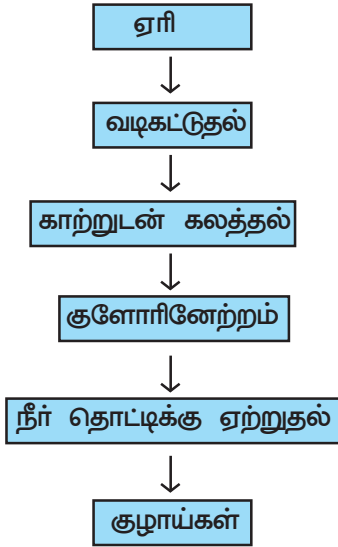 ஏரி
வடிகட்டுதல்
காற்றுடன் கலத்தல்
குளோரினேற்றம்
நீர் தொட்டிக்கு ஏற்றுதல்
குழாய்கள்